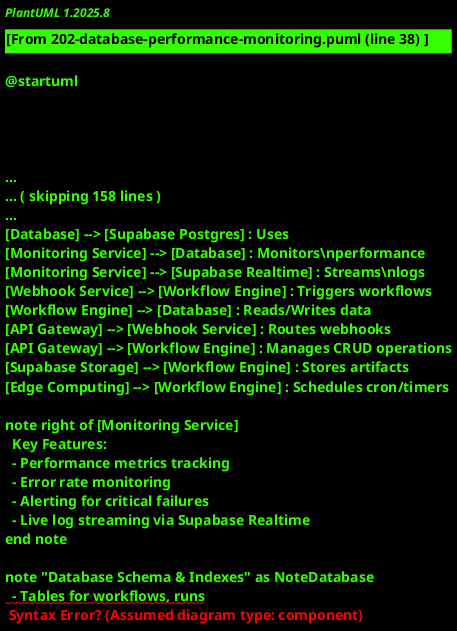 PlantUML 1.2025.8
[From 202-database-performance-monitoring.puml (line 38) ]
@startuml
...
... ( skipping 158 lines )
...
[Database] --> [Supabase Postgres] : Uses
[Monitoring Service] --> [Database] : Monitors\nperformance
[Monitoring Service] --> [Supabase Realtime] : Streams\nlogs
[Webhook Service] --> [Workflow Engine] : Triggers workflows
[Workflow Engine] --> [Database] : Reads/Writes data
[API Gateway] --> [Webhook Service] : Routes webhooks
[API Gateway] --> [Workflow Engine] : Manages CRUD operations
[Supabase Storage] --> [Workflow Engine] : Stores artifacts
[Edge Computing] --> [Workflow Engine] : Schedules cron/timers
note right of [Monitoring Service]
Key Features:
- Performance metrics tracking
- Error rate monitoring
- Alerting for critical failures
- Live log streaming via Supabase Realtime
end note
note "Database Schema & Indexes" as NoteDatabase
- Tables for workflows, runs
Syntax Error? (Assumed diagram type: component)